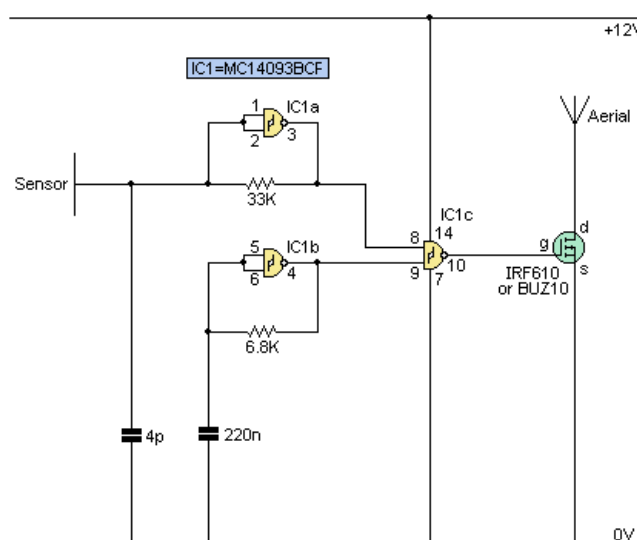 +12V
IC1=MC14093BCF
1
IC1a
2
3
Aerial
Sensor
33K
IC1c
8
14
d
5
IC1b
g
6
4
9
10
7
s
IRF610
or BUZ10
6.8K
4p
220n
0V